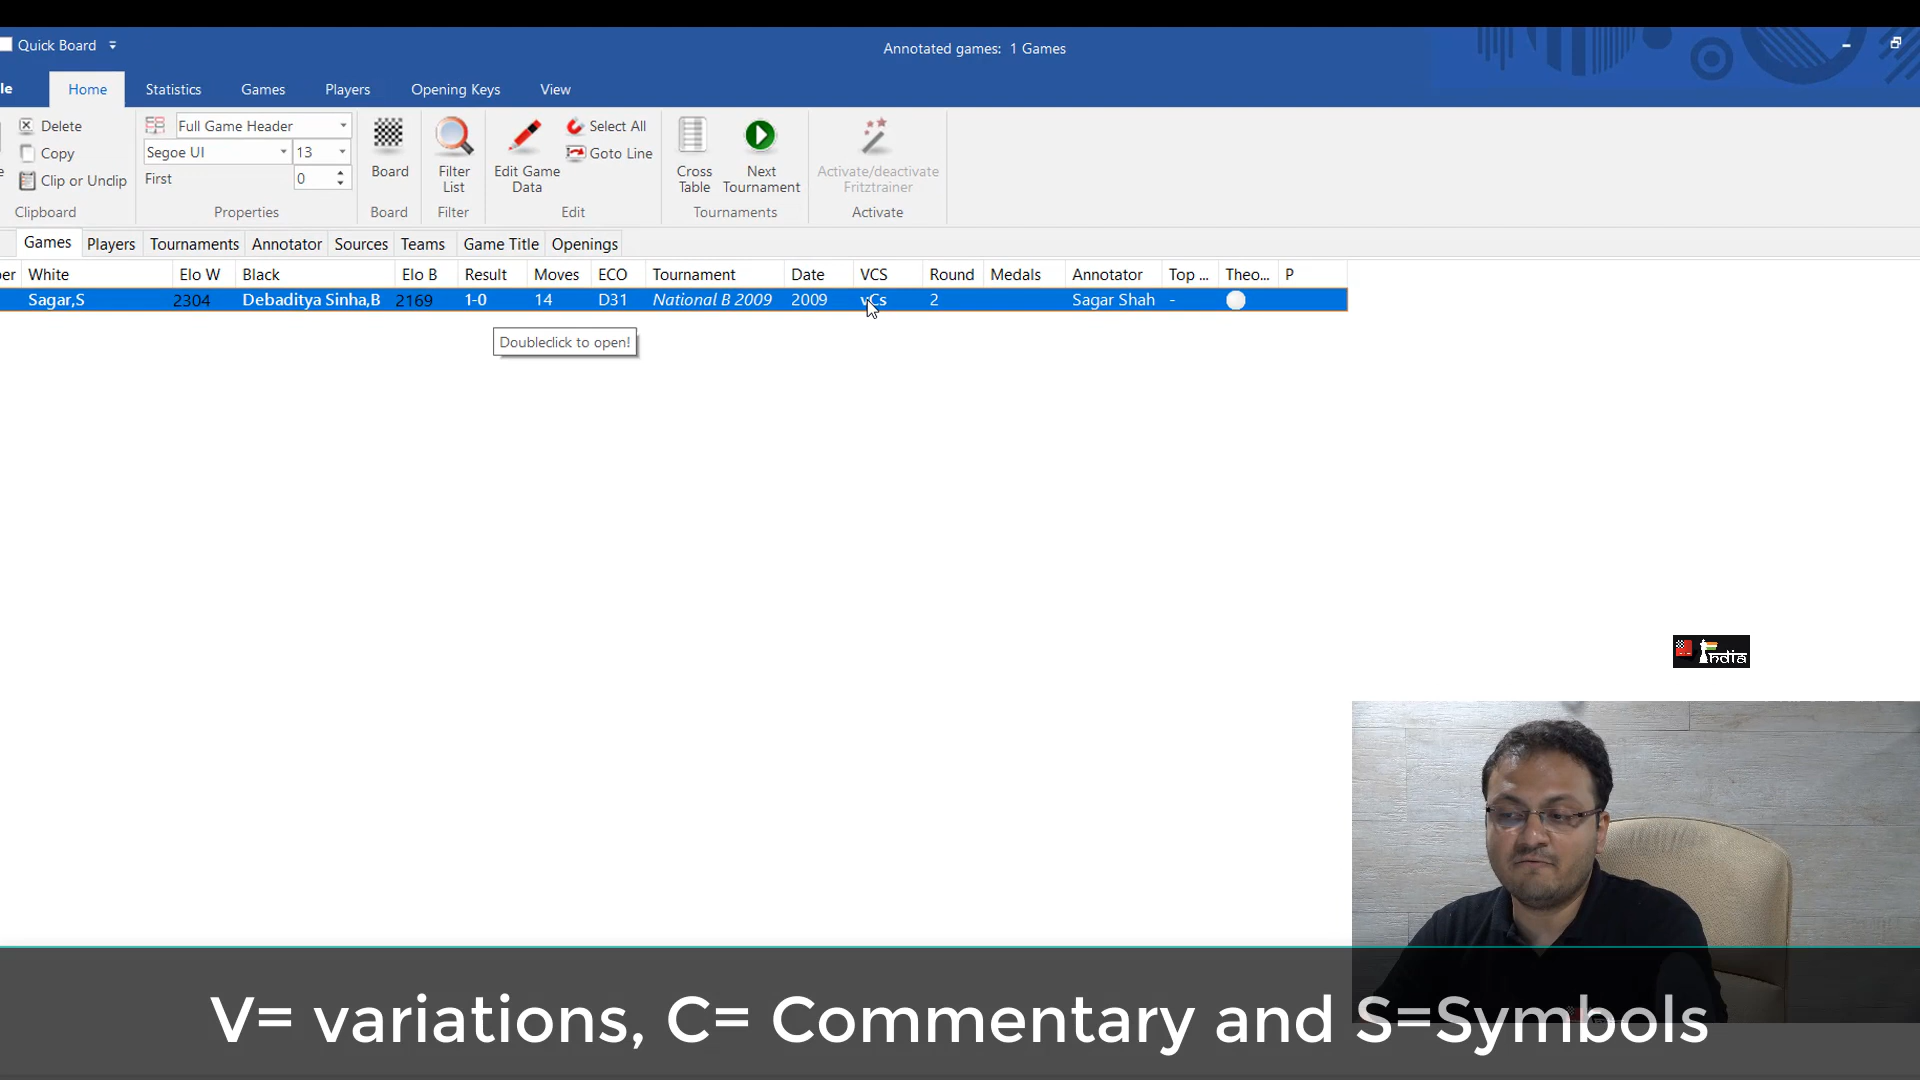 Quick Board
Annotated games: 1 Games
le Home Statistics Games Players Opening Keys View
Delete
Copy
Clip or Unclip
Clipboard
Full Game Header
Segoe UI 13
First 0
Properties
Board
Board
Filter List
Filter
Edit Game Data
Select All
Goto Line
Edit
Cross Table
Next Tournament
Tournaments
Activate/deactivate Fritztrainer
Activate
Games Players Tournaments Annotator Sources Teams Game Title Openings
er White Elo W Black Elo B Result Moves ECO Tournament Date VCS Round Medals Annotator Top ... Theo... P
Sagar,S 2304 Debaditya Sinha,B 2169 1-0 14 D31 National B 2009 2009 vCs 2 Sagar Shah -
Doubleclick to open!
India
V= variations, C= Commentary and S=Symbols